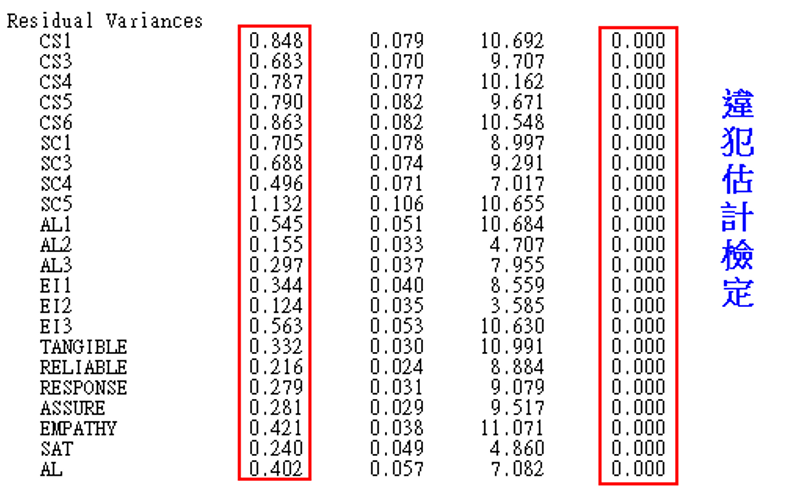 Residual Variances
CS1 0.848 0.079 10.692 0.000
CS3 0.683 0.070 9.707 0.000
CS4 0.787 0.077 10.162 0.000
CS5 0.790 0.082 9.671 0.000
CS6 0.863 0.082 10.548 0.000
SC1 0.705 0.078 8.997 0.000
SC3 0.688 0.074 9.291 0.000
SC4 0.496 0.071 7.017 0.000
SC5 1.132 0.106 10.655 0.000
AL1 0.545 0.051 10.684 0.000
AL2 0.155 0.033 4.707 0.000
AL3 0.297 0.037 7.955 0.000
EI1 0.344 0.040 8.559 0.000
EI2 0.124 0.035 3.585 0.000
EI3 0.563 0.053 10.630 0.000
TANGIBLE 0.332 0.030 10.991 0.000
RELIABLE 0.216 0.024 8.884 0.000
RESPONSE 0.279 0.031 9.079 0.000
ASSURE 0.281 0.029 9.517 0.000
EMPATHY 0.421 0.038 11.071 0.000
SAT 0.240 0.049 4.860 0.000
AL 0.402 0.057 7.082 0.000
違犯估計檢定